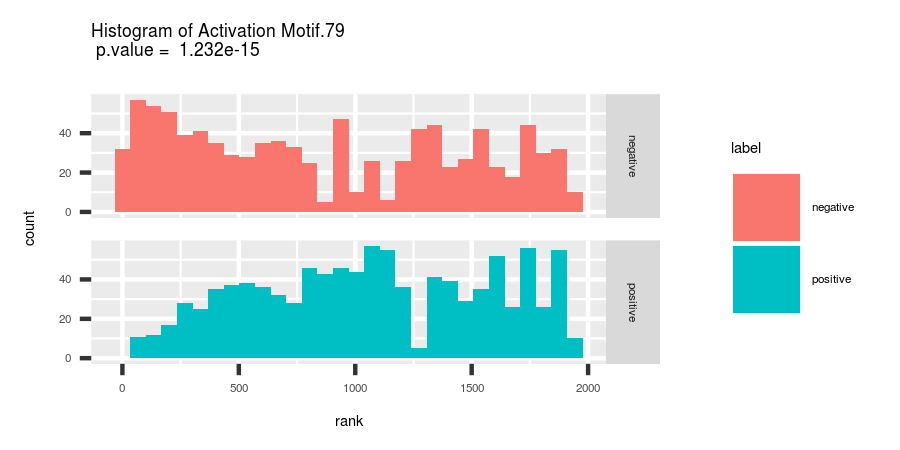 Histogram of Activation Motif.79
p.value = 1.232e-15
count
40
20
0
negative
40
20
0
positive
0 500 1000 1500 2000
rank
label
negative
positive